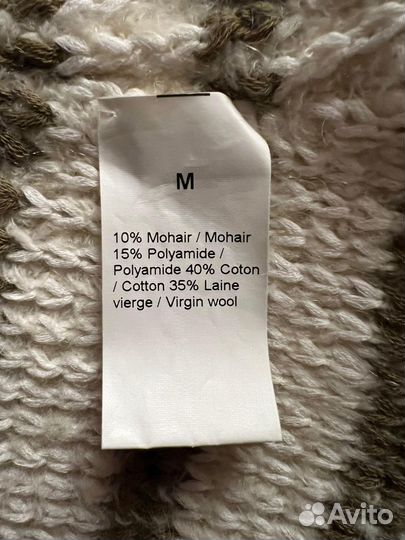 M
10% Mohair / Mohair
15% Polyamide /
Polyamide 40% Coton
/ Cotton 35% Laine
vierge / Virgin wool
Avito